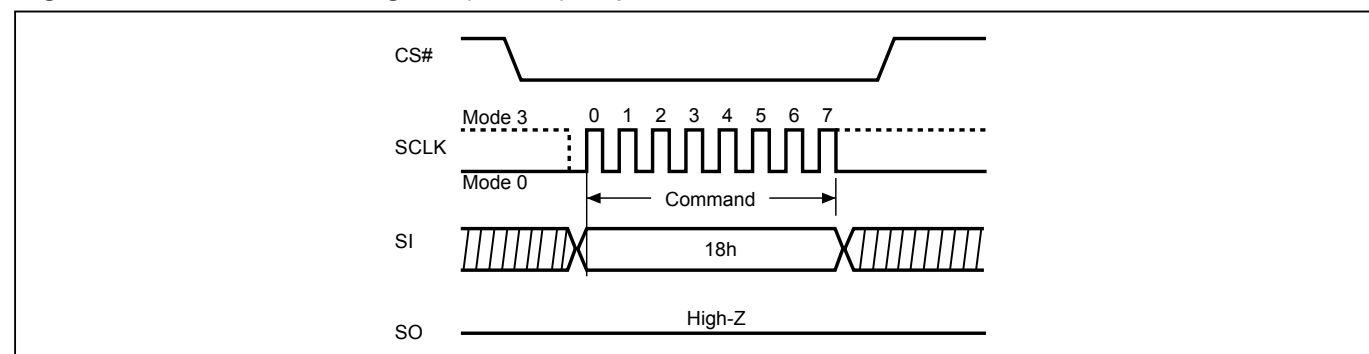 CS#
Mode 3
0 1 2 3 4 5 6 7
SCLK
Mode 0
Command
SI
18h
High-Z
SO